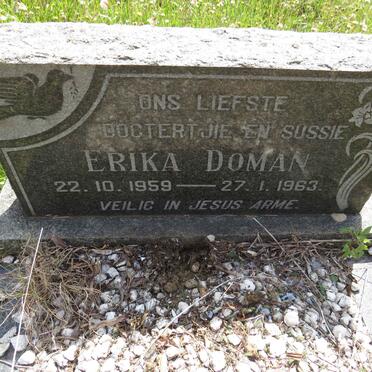 ONS LIEFSTE
DOGTERTJIE EN SUSSIE
ERIKA DOMAN
22.10.1959 — 27.1.1963.
VEILIG IN JESUS ARME.